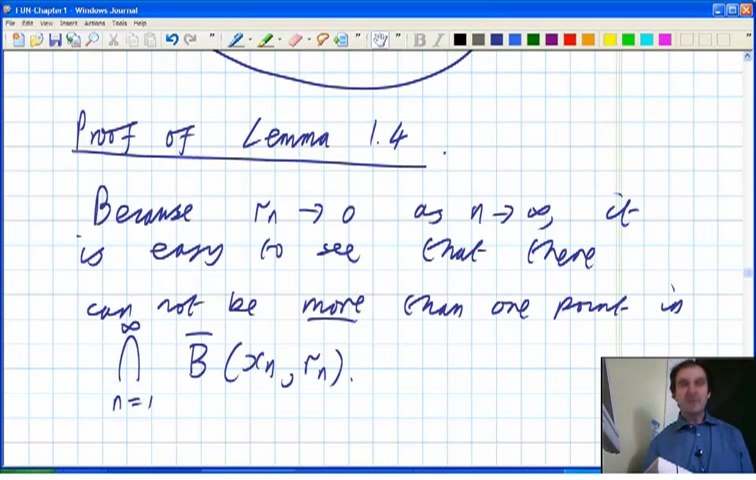 FUN-Chapter1 - Windows Journal
File Edit View Insert Actions Tools Help
Proof of Lemma 1.4.
Because rₙ → 0 as n → ∞, it
is easy to see that there
can not be more than one point in
∞
⋂ B̅ (xₙ, rₙ).
n=1